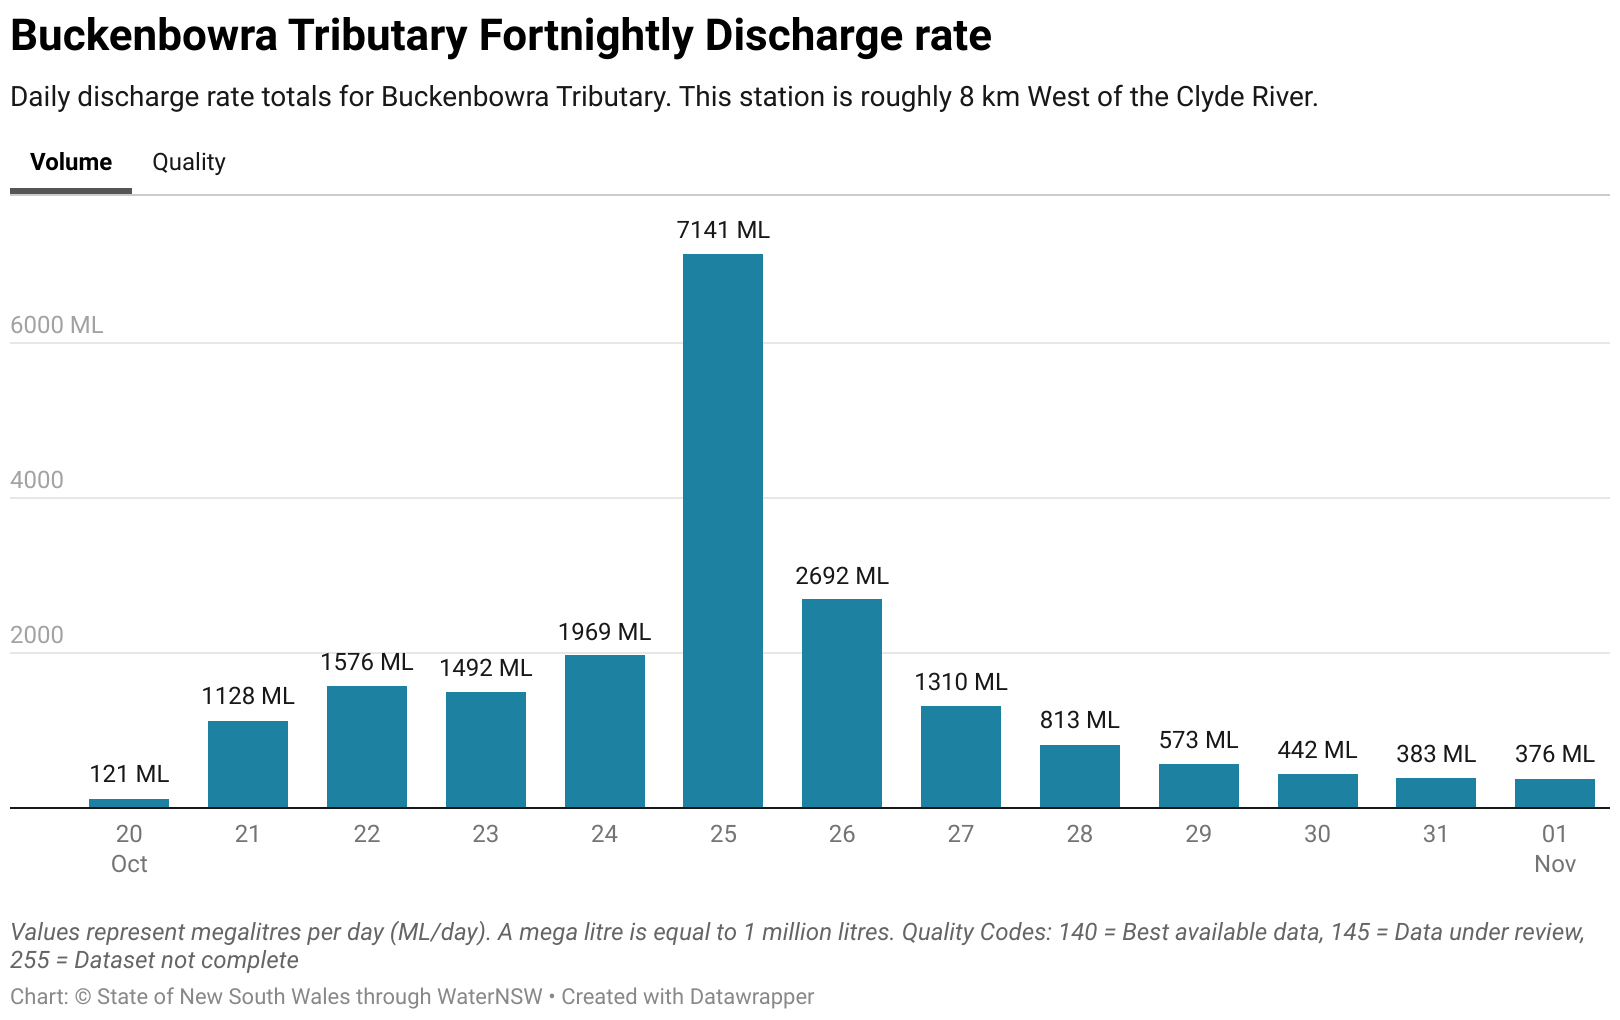 Buckenbowra Tributary Fortnightly Discharge rate
Daily discharge rate totals for Buckenbowra Tributary. This station is roughly 8 km West of the Clyde River.
Volume Quality
7141 ML
6000 ML
4000
2692 ML
2000
1969 ML
1576 ML
1492 ML
1310 ML
1128 ML
813 ML
573 ML
442 ML
383 ML
376 ML
121 ML
20 21 22 23 24 25 26 27 28 29 30 31 01
Oct Nov
Values represent megalitres per day (ML/day). A mega litre is equal to 1 million litres. Quality Codes: 140 = Best available data, 145 = Data under review,
255 = Dataset not complete
Chart: © State of New South Wales through WaterNSW • Created with Datawrapper